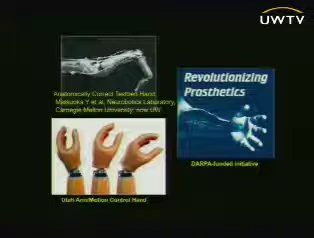 UWTV
Anatomically Correct Testbed Hand
Matsuoka Y et al, Neurobotics Laboratory,
Carnegie Mellon University; now UW
Revolutionizing
Prosthetics
DARPA-funded initiative
Utah Arm/Motion Control Hand